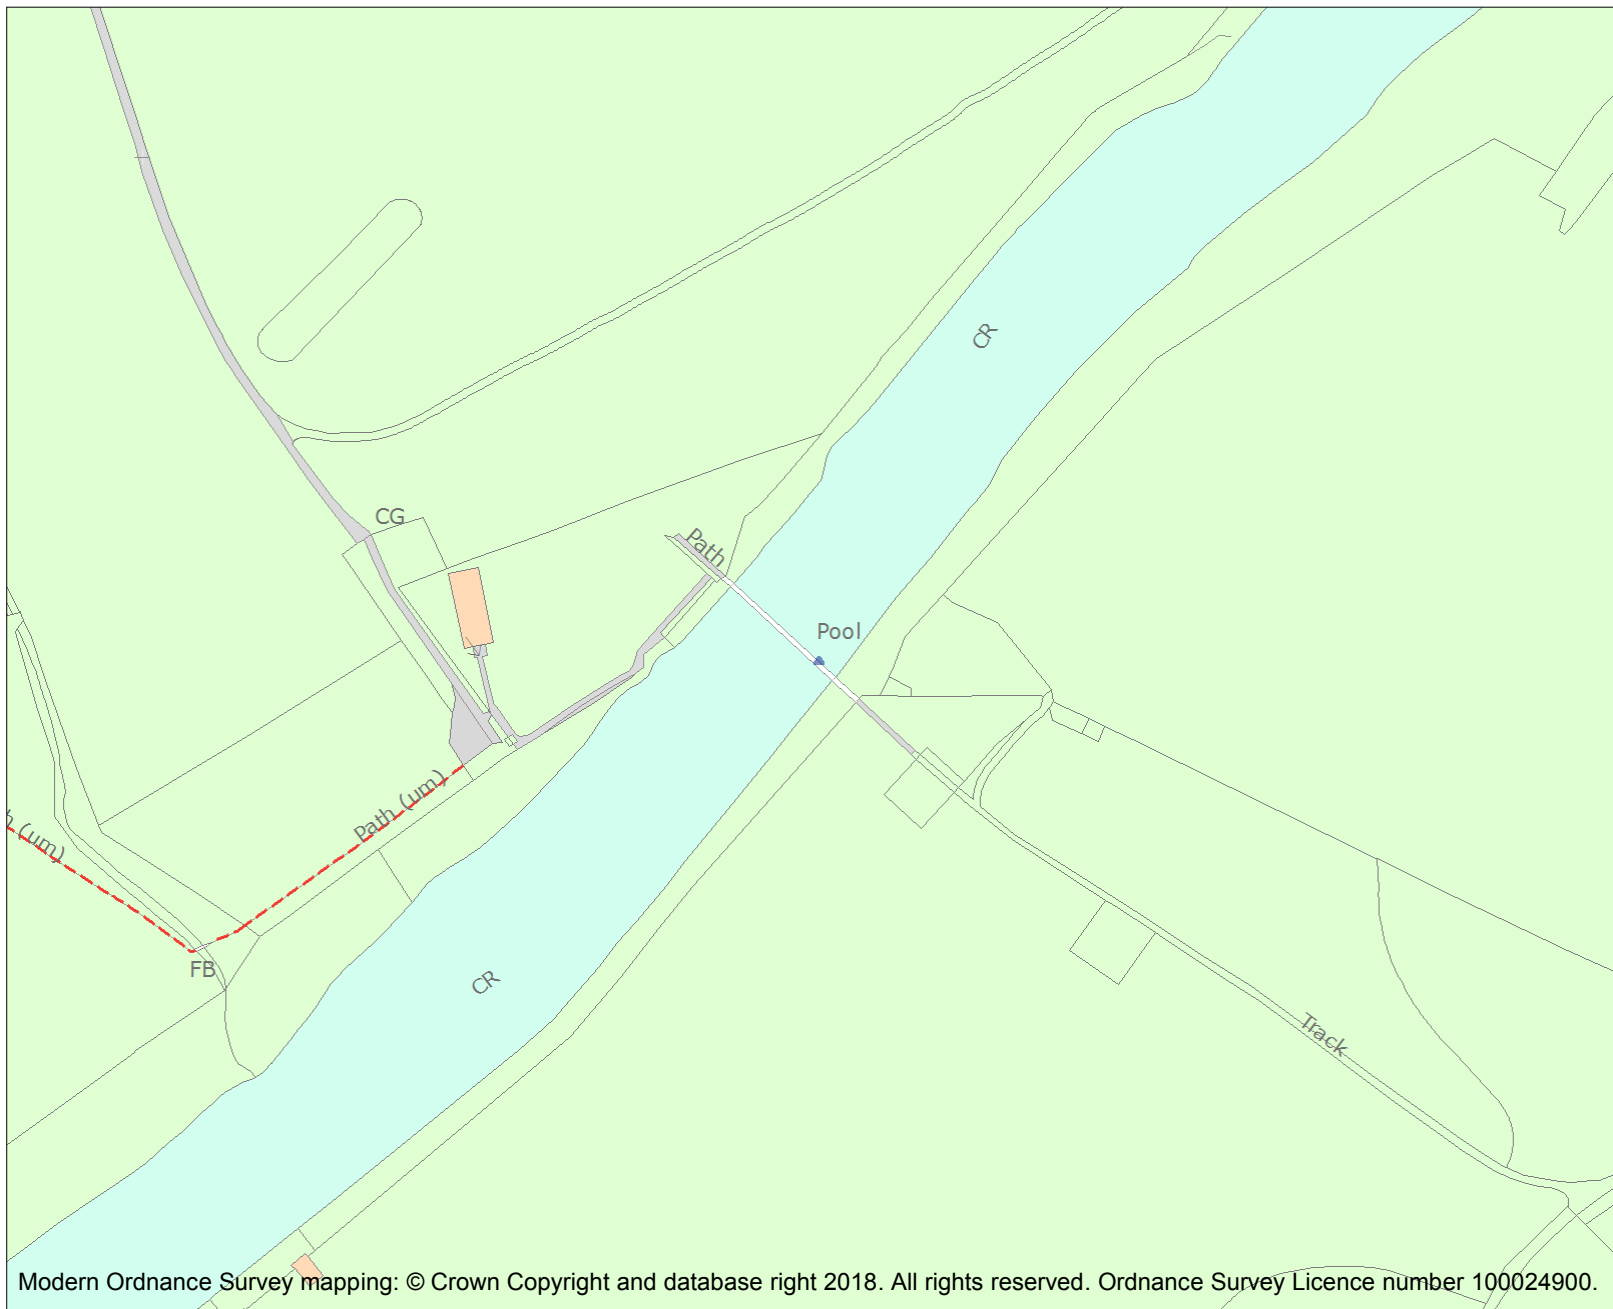 CR
CG
Path
Pool
Path (um)
h (um)
FB
CR
Track
Modern Ordnance Survey mapping: © Crown Copyright and database right 2018. All rights reserved. Ordnance Survey Licence number 100024900.